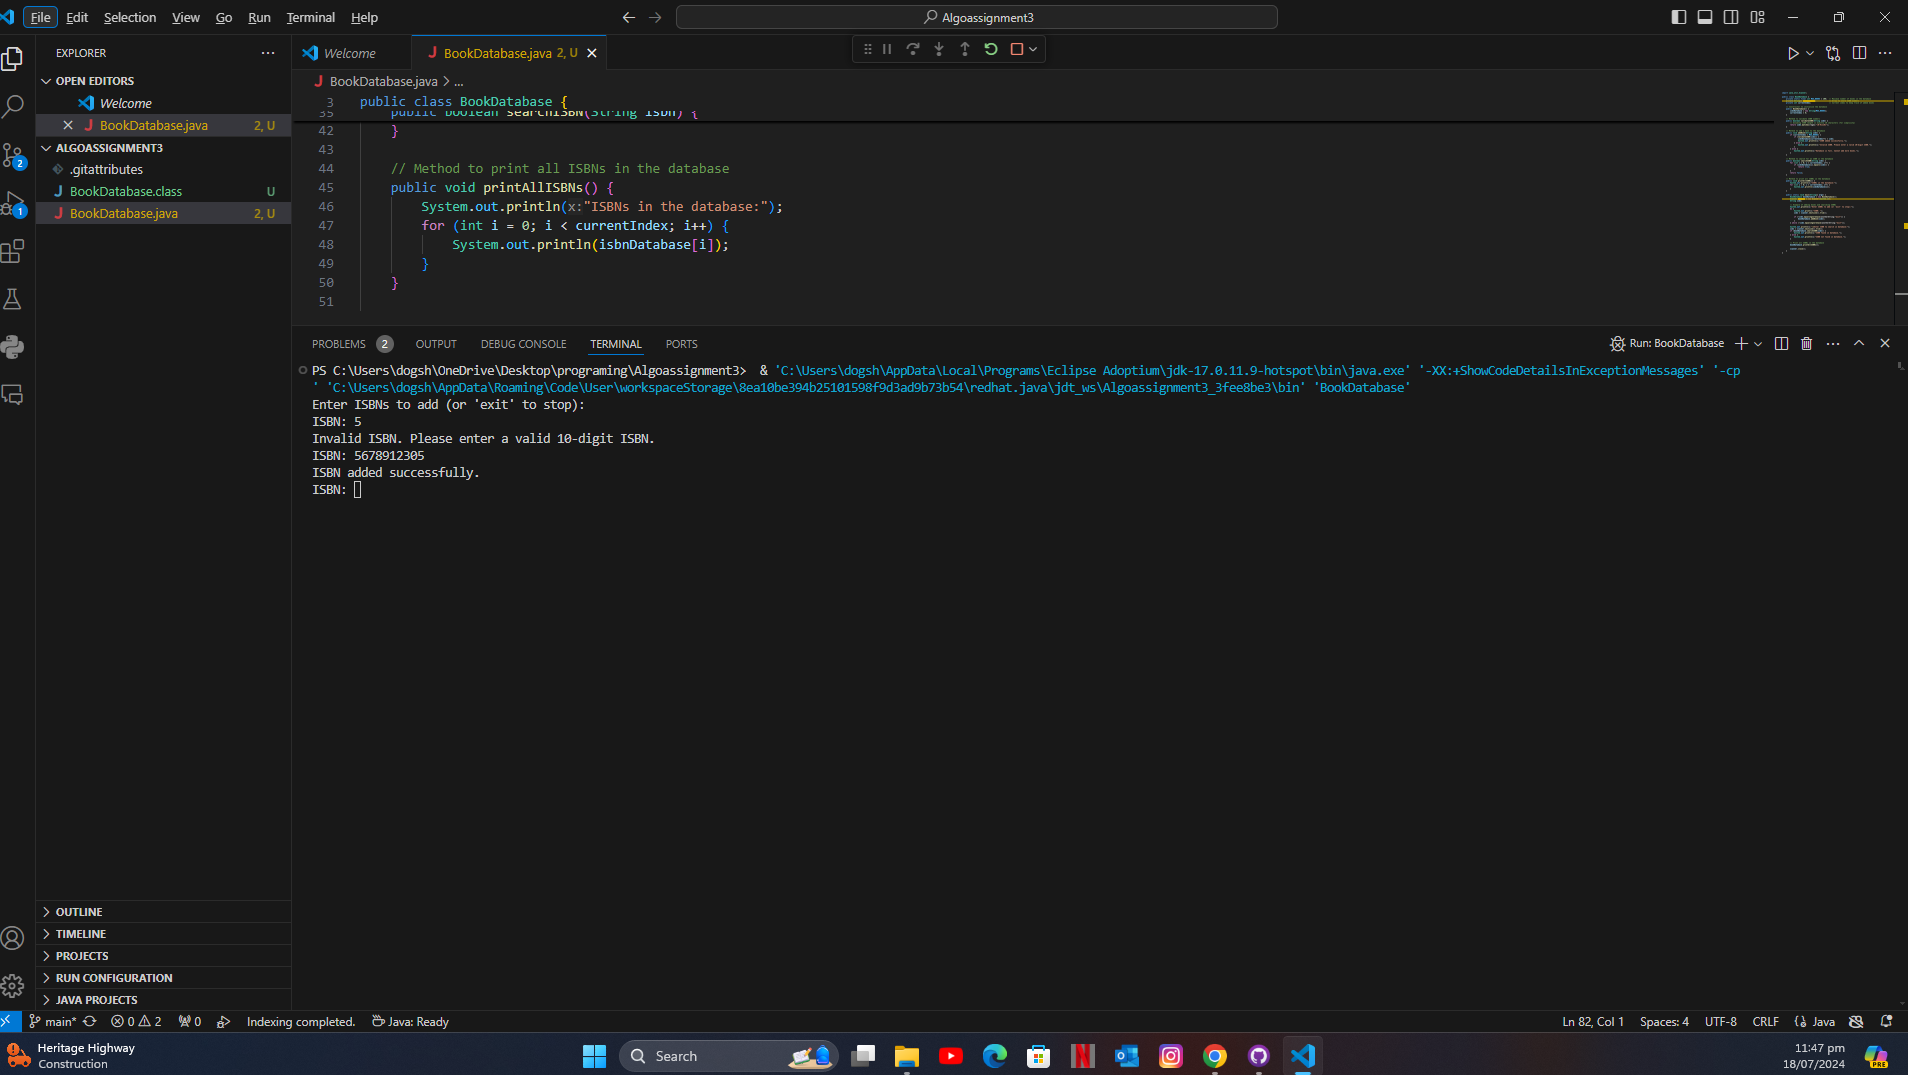 File Edit Selection View Go Run Terminal Help
Algoassignment3
EXPLORER
OPEN EDITORS
Welcome
BookDatabase.java 2, U
ALGOASSIGNMENT3
.gitattributes
BookDatabase.class U
BookDatabase.java 2, U
OUTLINE
TIMELINE
PROJECTS
RUN CONFIGURATION
JAVA PROJECTS
2
1
Welcome
BookDatabase.java 2, U
BookDatabase.java > ...
3 public class BookDatabase {
35 public boolean searchISBN(String isbn) {
42 }
43
44 // Method to print all ISBNs in the database
45 public void printAllISBNs() {
46 System.out.println(x:"ISBNs in the database:");
47 for (int i = 0; i < currentIndex; i++) {
48 System.out.println(isbnDatabase[i]);
49 }
50 }
51
PROBLEMS 2 OUTPUT DEBUG CONSOLE TERMINAL PORTS
Run: BookDatabase
PS C:\Users\dogsh\OneDrive\Desktop\programing\Algoassignment3> & 'C:\Users\dogsh\AppData\Local\Programs\Eclipse Adoptium\jdk-17.0.11.9-hotspot\bin\java.exe' '-XX:+ShowCodeDetailsInExceptionMessages' '-cp
' 'C:\Users\dogsh\AppData\Roaming\Code\User\workspaceStorage\8ea10be394b25101598f9d3ad9b73b54\redhat.java\jdt_ws\Algoassignment3_3fee8be3\bin' 'BookDatabase'
Enter ISBNs to add (or 'exit' to stop):
ISBN: 5
Invalid ISBN. Please enter a valid 10-digit ISBN.
ISBN: 5678912305
ISBN added successfully.
ISBN:
main* 0 2 0 Indexing completed. Java: Ready
Ln 82, Col 1 Spaces: 4 UTF-8 CRLF Java
Heritage Highway
Construction
Search
11:47 pm
18/07/2024
PRE